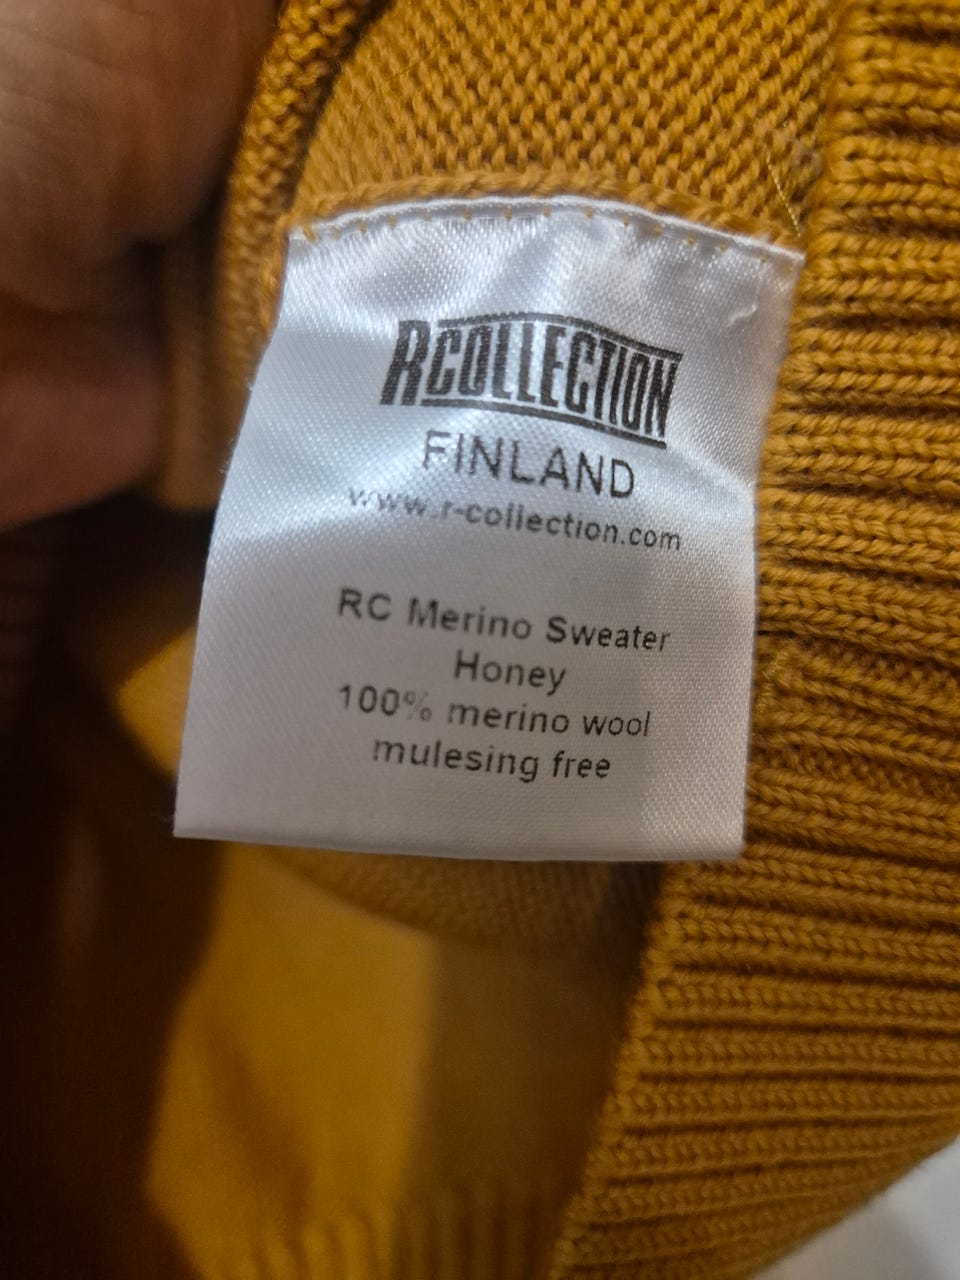 RCOLLECTION
FINLAND
www.r-collection.com
RC Merino Sweater
Honey
100% merino wool
mulesing free